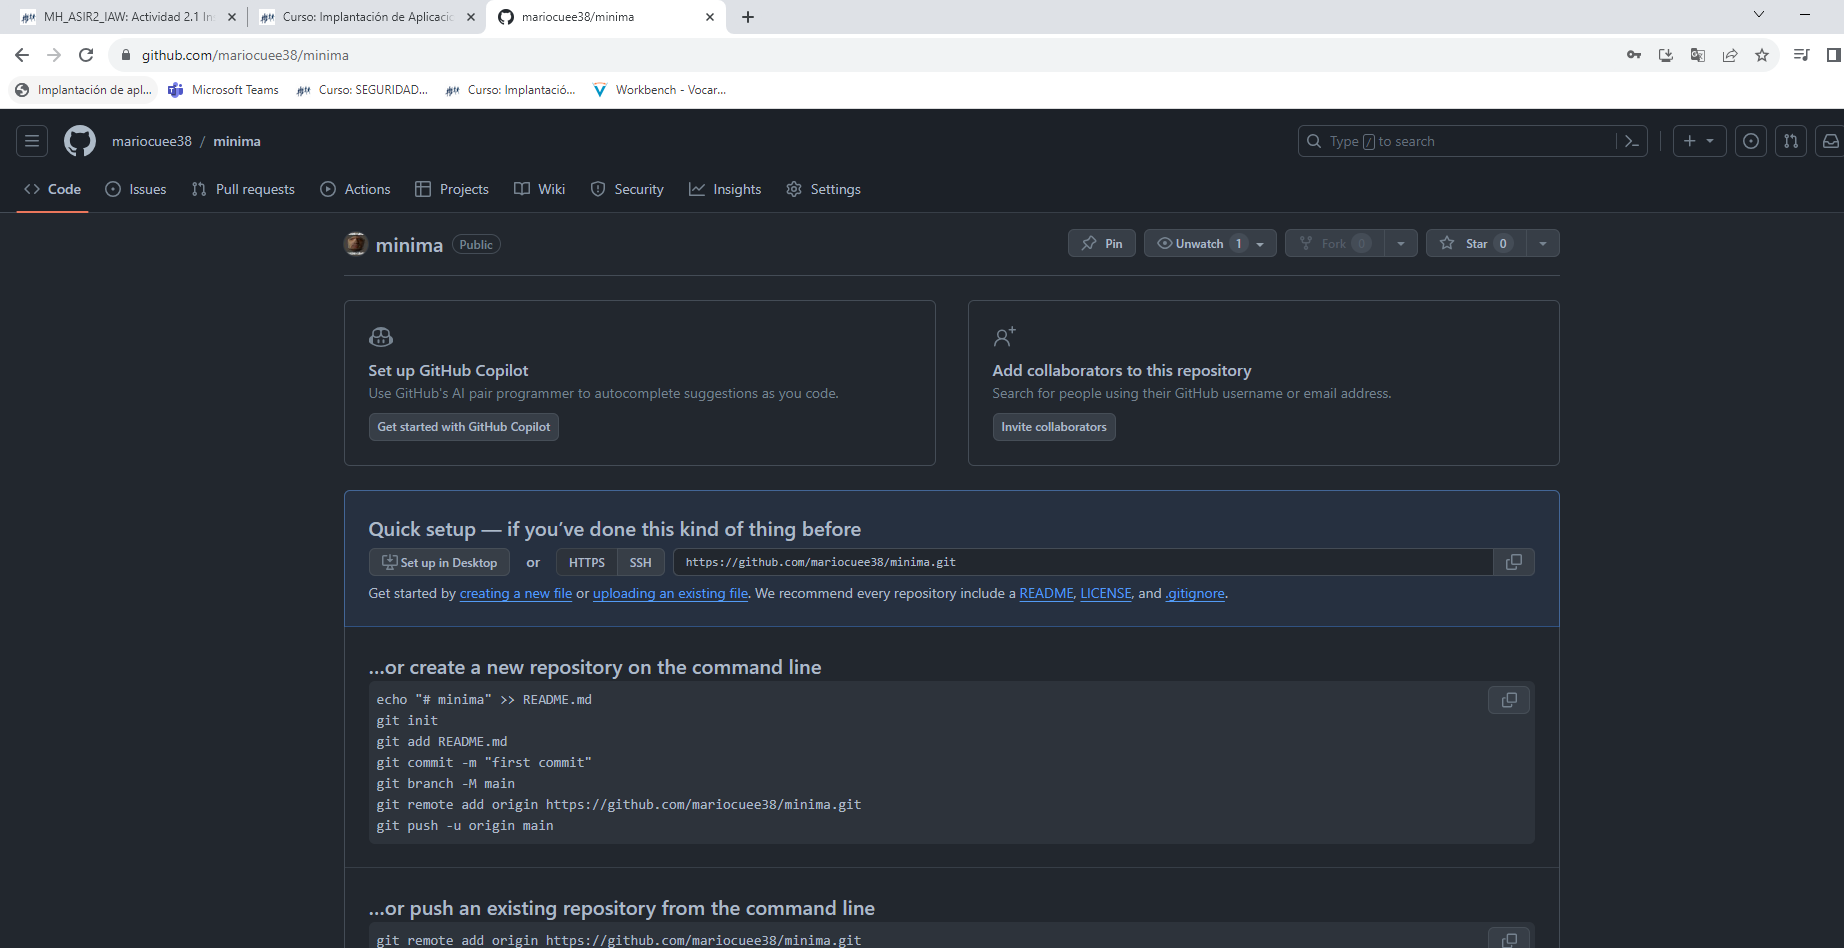 MH_ASIR2_IAW: Actividad 2.1 In
Curso: Implantación de Aplicacio
mariocuee38/minima
github.com/mariocuee38/minima
Implantación de apl...
Microsoft Teams
Curso: SEGURIDAD...
Curso: Implantació...
Workbench - Vocar...
mariocuee38 / minima
Type / to search
Code
Issues
Pull requests
Actions
Projects
Wiki
Security
Insights
Settings
minima
Public
Pin
Unwatch 1
Fork 0
Star 0
Set up GitHub Copilot
Use GitHub's AI pair programmer to autocomplete suggestions as you code.
Get started with GitHub Copilot
Add collaborators to this repository
Search for people using their GitHub username or email address.
Invite collaborators
Quick setup — if you've done this kind of thing before
Set up in Desktop or HTTPS SSH https://github.com/mariocuee38/minima.git
Get started by creating a new file or uploading an existing file. We recommend every repository include a README, LICENSE, and .gitignore.
...or create a new repository on the command line
echo "# minima" >> README.md
git init
git add README.md
git commit -m "first commit"
git branch -M main
git remote add origin https://github.com/mariocuee38/minima.git
git push -u origin main
...or push an existing repository from the command line
git remote add origin https://github.com/mariocuee38/minima.git